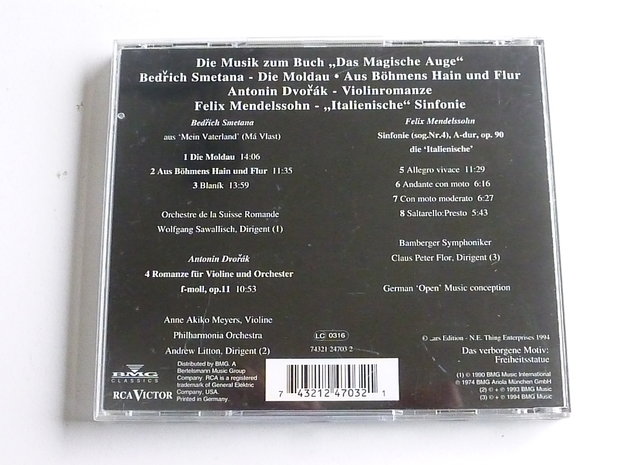 Die Musik zum Buch „Das Magische Auge“
Bedřich Smetana - Die Moldau • Aus Böhmens Hain und Flur
Antonin Dvořák - Violinromanze
Felix Mendelssohn - „Italienische“ Sinfonie
Bedřich Smetana
aus ‘Mein Vaterland’ (Má Vlast)
1 Die Moldau 14:06
2 Aus Böhmens Hain und Flur 11:35
3 Blaník 13:59
Orchestre de la Suisse Romande
Wolfgang Sawallisch, Dirigent (1)
Antonin Dvořák
4 Romanze für Violine und Orchester
f-moll, op.11 10:53
Anne Akiko Meyers, Violine
Philharmonia Orchestra
Andrew Litton, Dirigent (2)
Felix Mendelssohn
Sinfonie (sog.Nr.4), A-dur, op. 90
die ‘Italienische’
5 Allegro vivace 11:29
6 Andante con moto 6:16
7 Con moto moderato 6:27
8 Saltarello:Presto 5:43
Bamberger Symphoniker
Claus Peter Flor, Dirigent (3)
German ‘Open’ Music conception
BMG
CLASSICS
RCA VICTOR
Distributed by BMG. A
Bertelsmann Music Group
Company. RCA is a registered
trademark of General Elektric
Company, USA.
Printed in Germany.
LC 0316
74321 24703 2
7 43212 47032 1
© ars Edition - N.E. Thing Enterprises 1994
Das verborgene Motiv:
Freiheitsstatue
(1) © 1990 BMG Music International
℗ 1974 BMG Ariola München GmbH
(2) © + ℗ 1993 BMG Music
(3) © + ℗ 1994 BMG Music